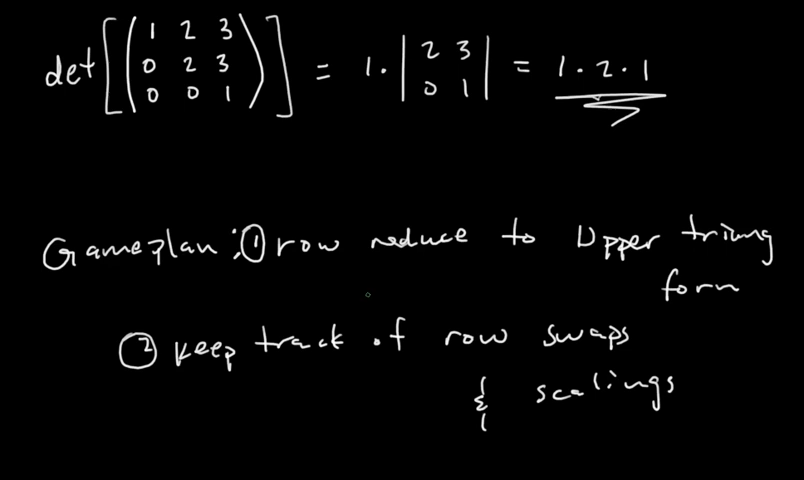 det[(1 2 3
0 2 3
0 0 1)] = 1·|2 3
0 1| = 1·2·1
Gameplan: ① row reduce to Upper triang
form
② keep track of row swaps
& scalings